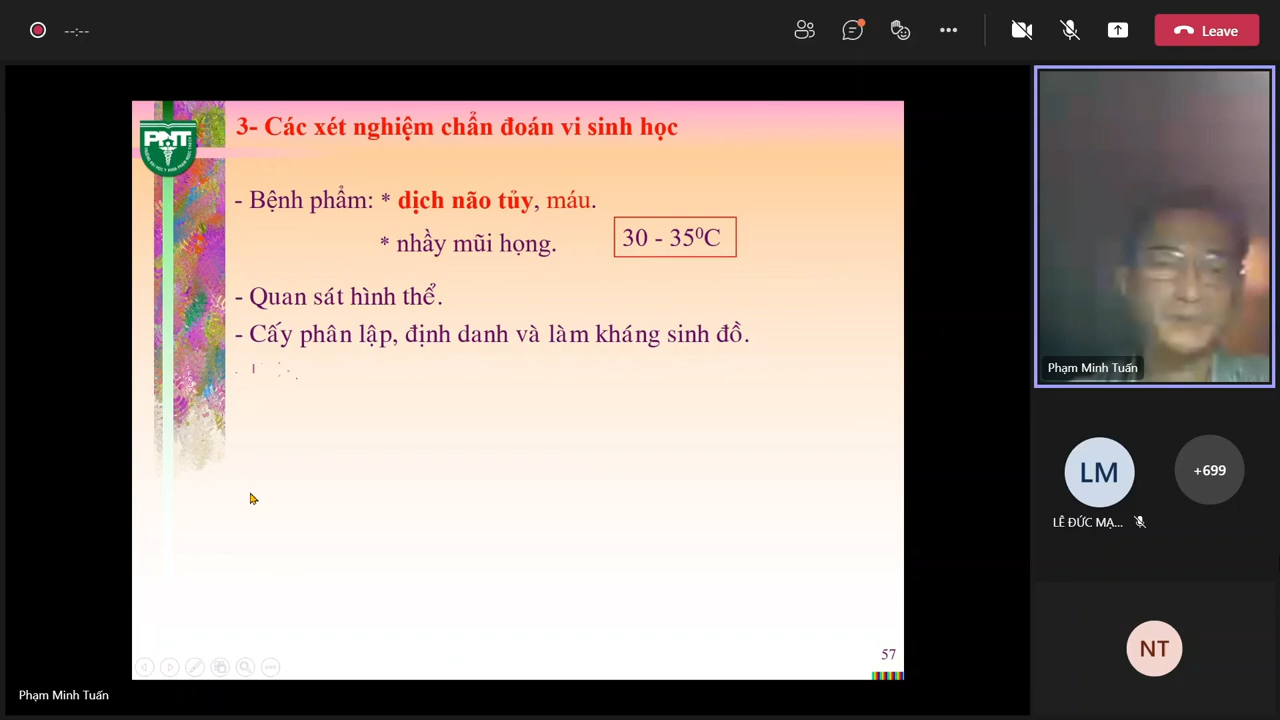 --:--
Leave
3- Các xét nghiệm chẩn đoán vi sinh học
PNT
- Bệnh phẩm: * dịch não tủy, máu.
* nhầy mũi họng.
30 - 35⁰C
- Quan sát hình thể.
- Cấy phân lập, định danh và làm kháng sinh đồ.
57
Phạm Minh Tuấn
Phạm Minh Tuấn
LM
+699
LÊ ĐỨC MẠ...
NT